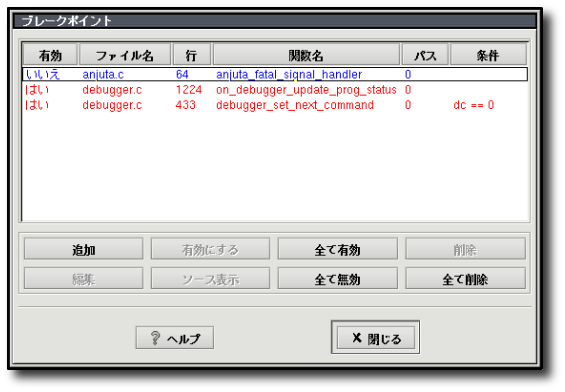 ブレークポイント
有効 ファイル名 行 関数名 パス 条件
いいえ anjuta.c 64 anjuta_fatal_signal_handler 0
はい debugger.c 1224 on_debugger_update_prog_status 0
はい debugger.c 433 debugger_set_next_command 0 dc == 0
追加 有効にする 全て有効 削除
編集 ソース表示 全て無効 全て削除
ヘルプ 閉じる